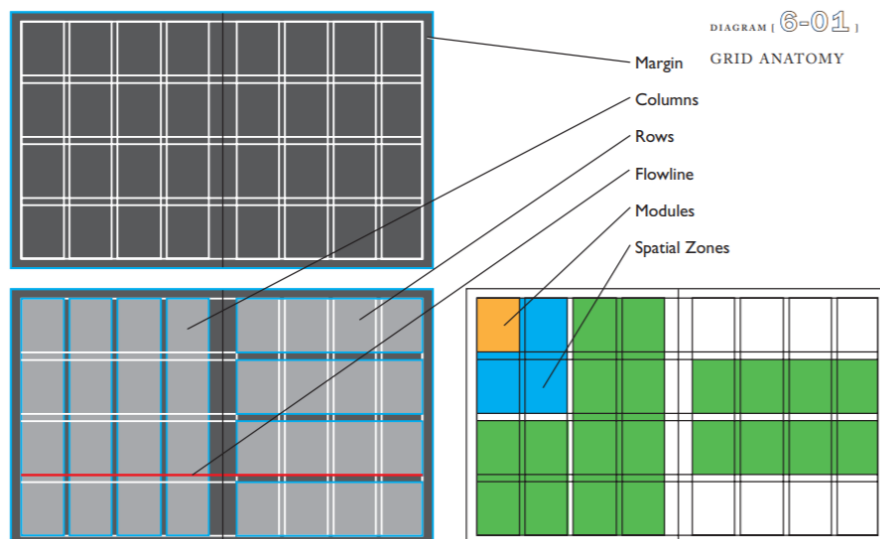 DIAGRAM [ 6-01 ]
GRID ANATOMY
Margin
Columns
Rows
Flowline
Modules
Spatial Zones